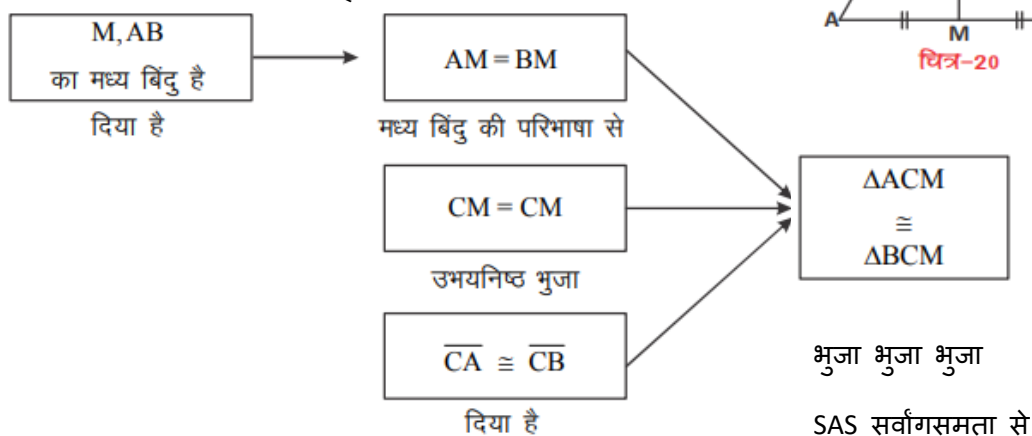 M, AB
का मध्य बिंदु है
दिया है
AM = BM
मध्य बिंदु की परिभाषा से
CM = CM
उभयनिष्ठ भुजा
CA ≅ CB
दिया है
ΔACM
≅
ΔBCM
भुजा भुजा भुजा
SAS सर्वांगसमता से
A
M
चित्र-20